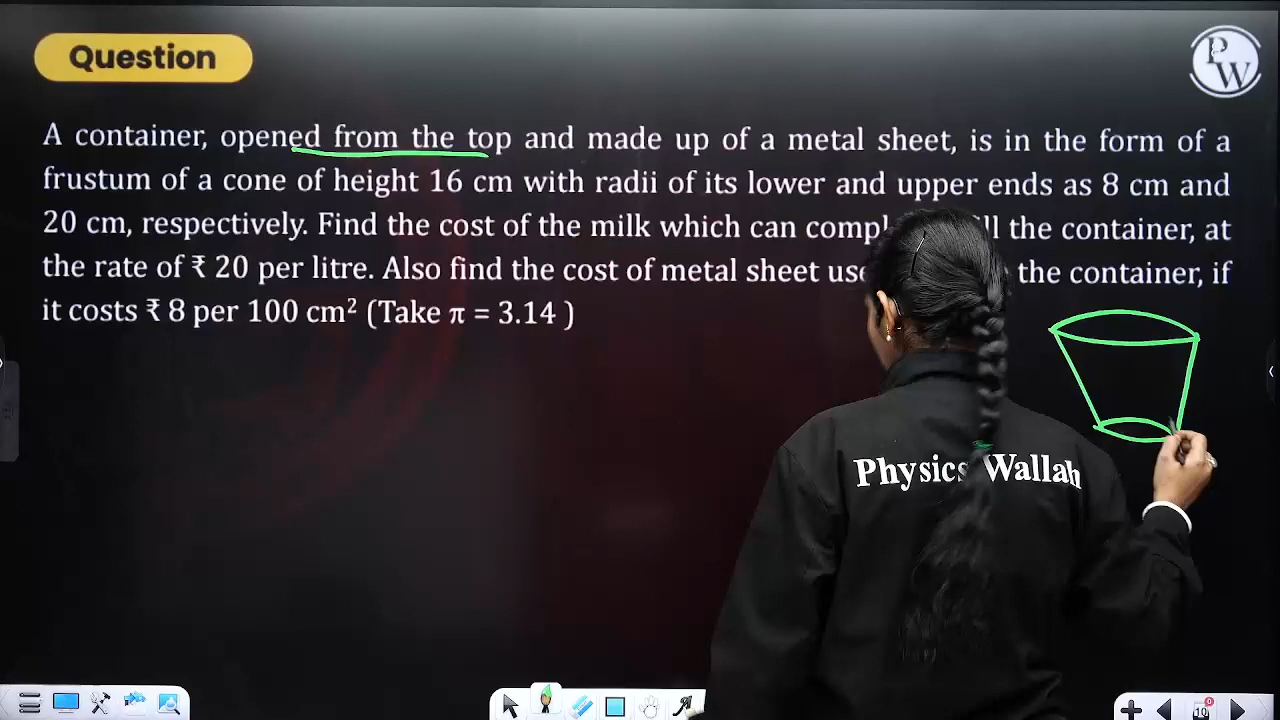 Question
PW
A container, opened from the top and made up of a metal sheet, is in the form of a
frustum of a cone of height 16 cm with radii of its lower and upper ends as 8 cm and
20 cm, respectively. Find the cost of the milk which can ll the container, at
the rate of ₹ 20 per litre. Also find the cost of metal sheet the container, if
it costs ₹ 8 per 100 cm² (Take π = 3.14 )
Physics Wallah